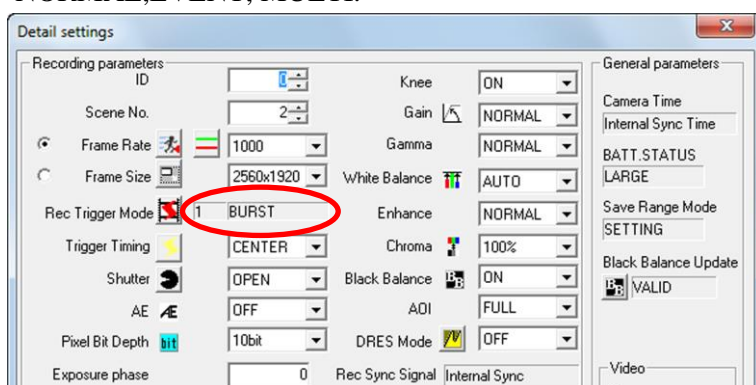 NORMAL,EVENT, MULTI.
Detail settings
Recording parameters
ID 0
Scene No. 2
Frame Rate 1000
Frame Size 2560x1920
Rec Trigger Mode 1 BURST
Trigger Timing CENTER
Shutter OPEN
AE Æ OFF
Pixel Bit Depth bit 10bit
Exposure phase 0
Knee ON
Gain NORMAL
Gamma NORMAL
White Balance AUTO
Enhance NORMAL
Chroma 100%
Black Balance ON
AOI FULL
DRES Mode OFF
Rec Sync Signal Internal Sync
General parameters
Camera Time
Internal Sync Time
BATT.STATUS
LARGE
Save Range Mode
SETTING
Black Balance Update
VALID
Video